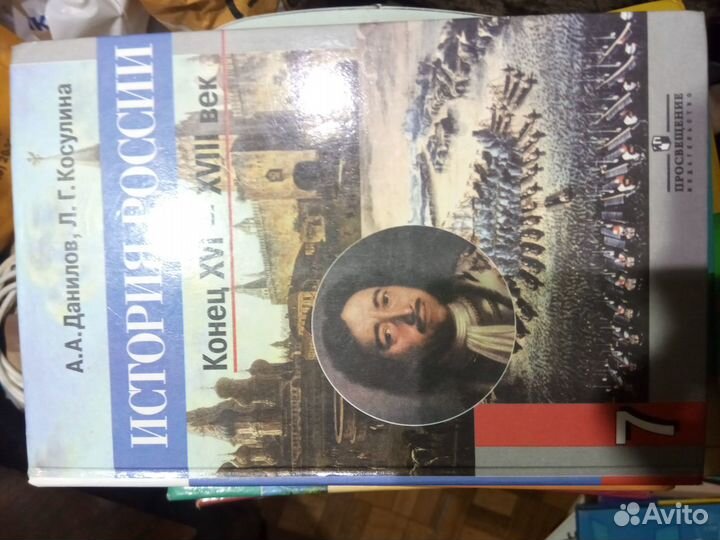 А.А.Данилов, Л.Г.Косулина
ИСТОРИЯ РОССИИ
Конец XVI – XVIII век
ПРОСВЕЩЕНИЕ
ИЗДАТЕЛЬСТВО
7
Avito